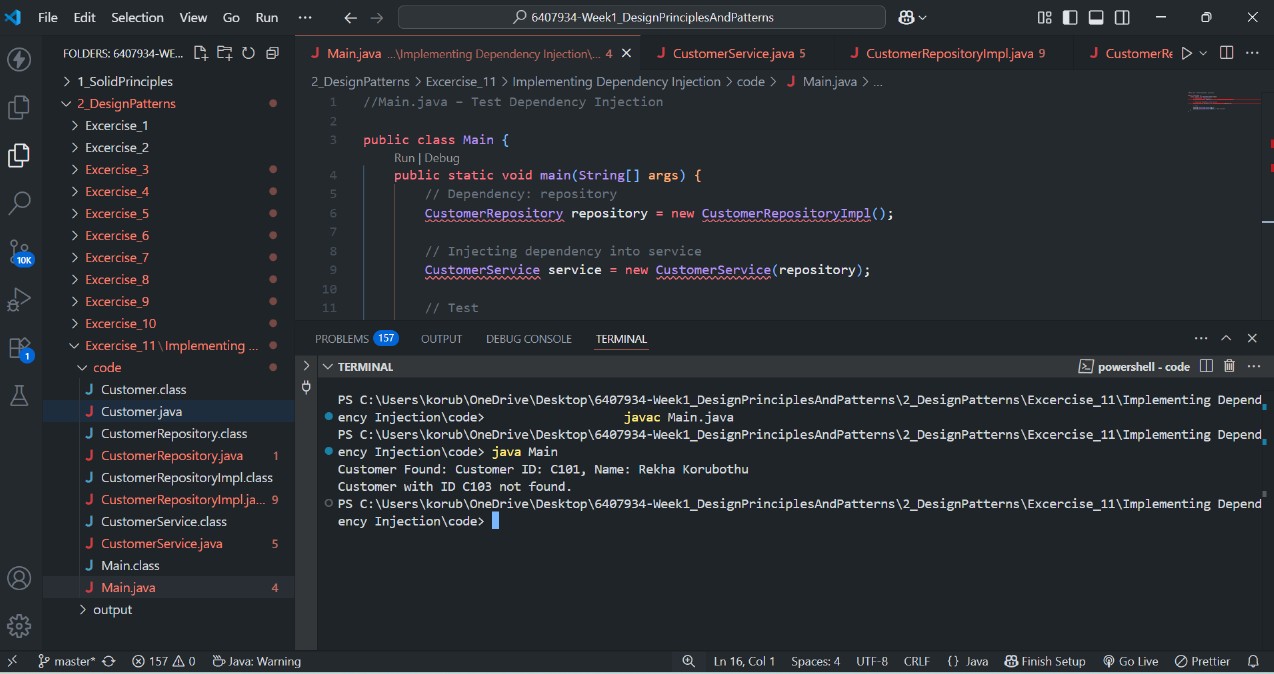 File Edit Selection View Go Run ··· 6407934-Week1_DesignPrinciplesAndPatterns
FOLDERS: 6407934-WE...
1_SolidPrinciples
2_DesignPatterns
Excercise_1
Excercise_2
Excercise_3
Excercise_4
Excercise_5
Excercise_6
Excercise_7
Excercise_8
Excercise_9
Excercise_10
Excercise_11\Implementing ...
code
Customer.class
Customer.java
CustomerRepository.class
CustomerRepository.java 1
CustomerRepositoryImpl.class
CustomerRepositoryImpl.ja... 9
CustomerService.class
CustomerService.java 5
Main.class
Main.java 4
output
10K
1
Main.java ...\Implementing Dependency Injection\... 4 CustomerService.java 5 CustomerRepositoryImpl.java 9 CustomerRe
2_DesignPatterns > Excercise_11 > Implementing Dependency Injection > code > Main.java > ...
1 //Main.java – Test Dependency Injection
2
3 public class Main {
Run | Debug
4 public static void main(String[] args) {
5 // Dependency: repository
6 CustomerRepository repository = new CustomerRepositoryImpl();
7
8 // Injecting dependency into service
9 CustomerService service = new CustomerService(repository);
10
11 // Test
PROBLEMS 157 OUTPUT DEBUG CONSOLE TERMINAL
TERMINAL powershell - code
PS C:\Users\korub\OneDrive\Desktop\6407934-Week1_DesignPrinciplesAndPatterns\2_DesignPatterns\Excercise_11\Implementing Depend
ency Injection\code> javac Main.java
PS C:\Users\korub\OneDrive\Desktop\6407934-Week1_DesignPrinciplesAndPatterns\2_DesignPatterns\Excercise_11\Implementing Depend
ency Injection\code> java Main
Customer Found: Customer ID: C101, Name: Rekha Korubothu
Customer with ID C103 not found.
PS C:\Users\korub\OneDrive\Desktop\6407934-Week1_DesignPrinciplesAndPatterns\2_DesignPatterns\Excercise_11\Implementing Depend
ency Injection\code>
master* 157 0 Java: Warning Ln 16, Col 1 Spaces: 4 UTF-8 CRLF {} Java Finish Setup Go Live Prettier